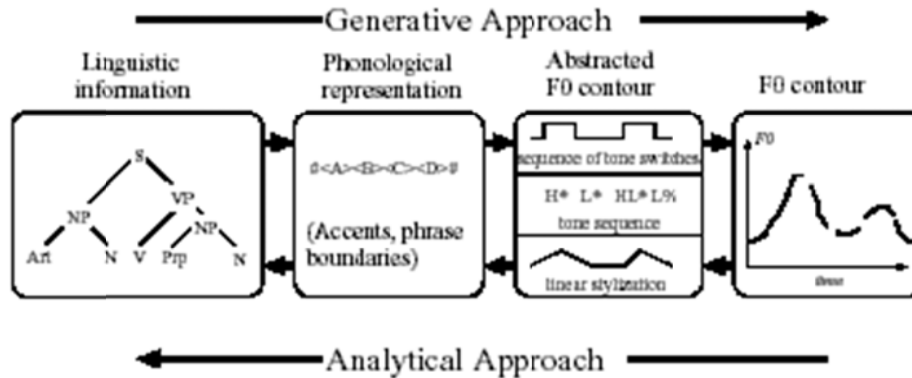 Generative Approach
Linguistic
information
Phonological
representation
Abstracted
F0 contour
F0 contour
S
NP
VP
NP
Art
N
V
Prp
N
#<A><B><C><D>#
(Accents, phrase
boundaries)
sequence of tone switches
H* L* HL* L%
tone sequence
linear stylization
F0
time
Analytical Approach